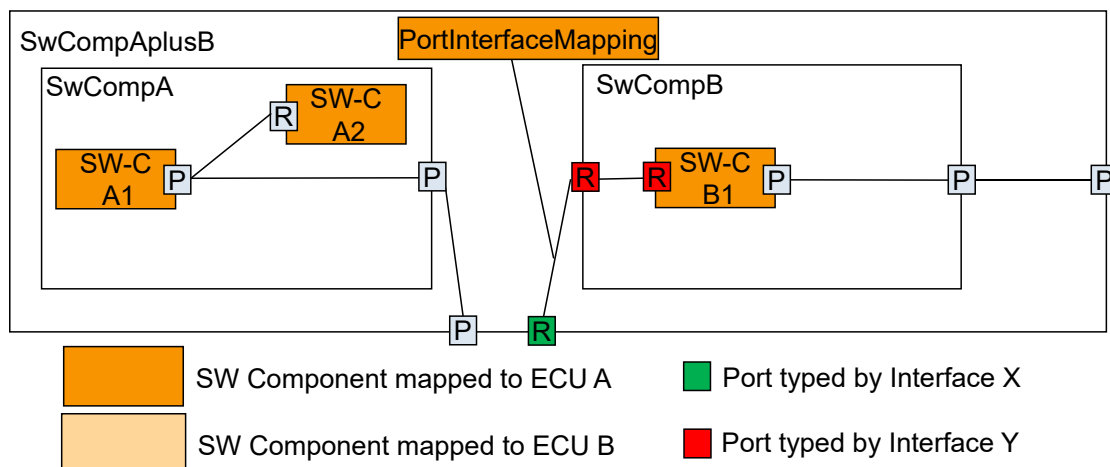 SwCompAplusB
PortInterfaceMapping
SwCompA
SwCompB
SW-C
A2
R
SW-C
A1
P
P
R
R
SW-C
B1
P
P
P
P
R
SW Component mapped to ECU A
Port typed by Interface X
SW Component mapped to ECU B
Port typed by Interface Y